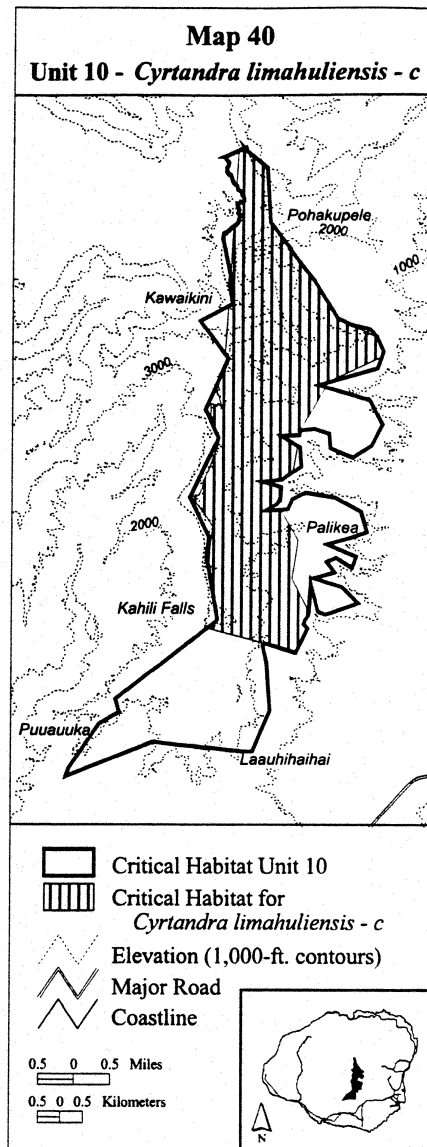 Map 40
Unit 10 - Cyrtandra limahuliensis - c
Pohakupele
2000
1000
Kawaikini
3000
2000
Palikea
Kahili Falls
Puuauuka
Laauhihaihai
Critical Habitat Unit 10
Critical Habitat for
Cyrtandra limahuliensis - c
Elevation (1,000-ft. contours)
Major Road
Coastline
0.5 0 0.5 Miles
0.5 0 0.5 Kilometers
N